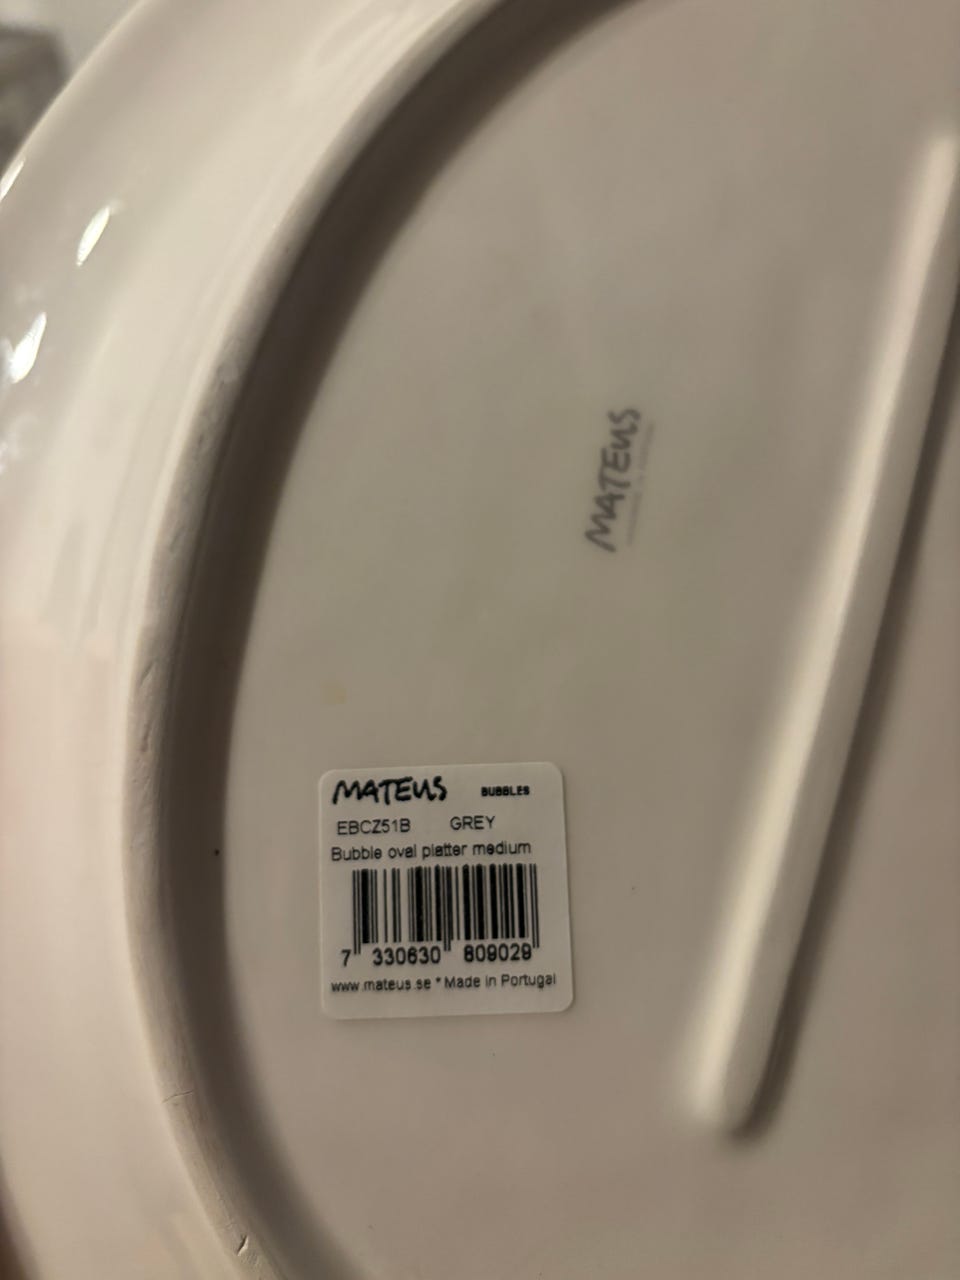 MATEUS
MATEUS BUBBLES
EBCZ51B GREY
Bubble oval platter medium
7 330630 809029
www.mateus.se * Made in Portugal